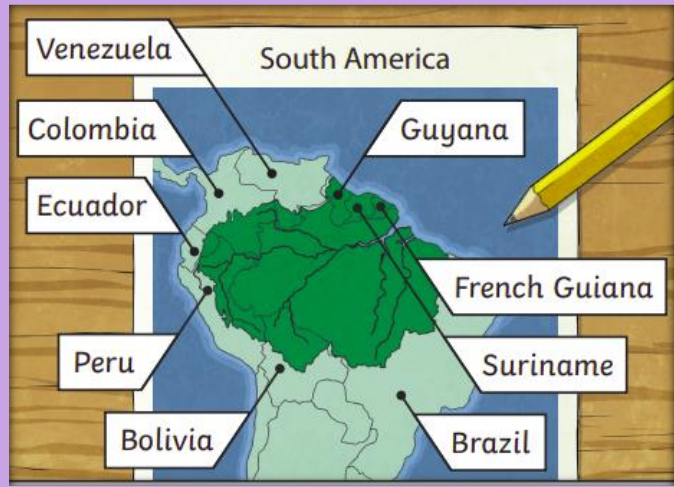 South America
Venezuela
Colombia
Guyana
Ecuador
French Guiana
Peru
Suriname
Bolivia
Brazil